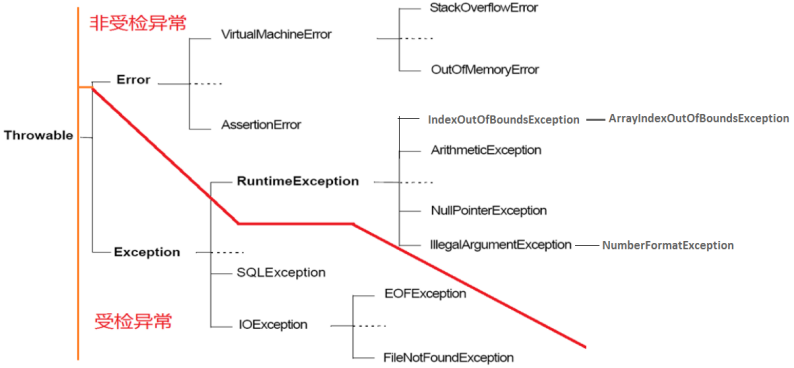 非受检异常
StackOverflowError
VirtualMachineError
OutOfMemoryError
Error
AssertionError
IndexOutOfBoundsException
ArrayIndexOutOfBoundsException
Throwable
ArithmeticException
RuntimeException
NullPointerException
IllegalArgumentException
NumberFormatException
Exception
SQLException
EOFException
受检异常
IOException
FileNotFoundException